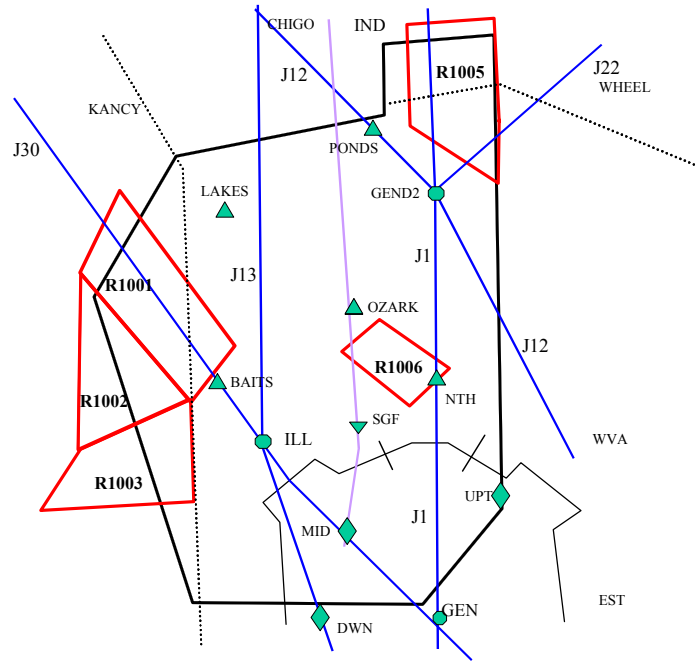 CHIGO
IND
J12
R1005
J22
WHEEL
KANCY
J30
PONDS
LAKES
GEND2
J13
J1
R1001
OZARK
J12
R1006
BAITS
NTH
R1002
SGF
ILL
WVA
R1003
UPT
J1
MID
EST
GEN
DWN